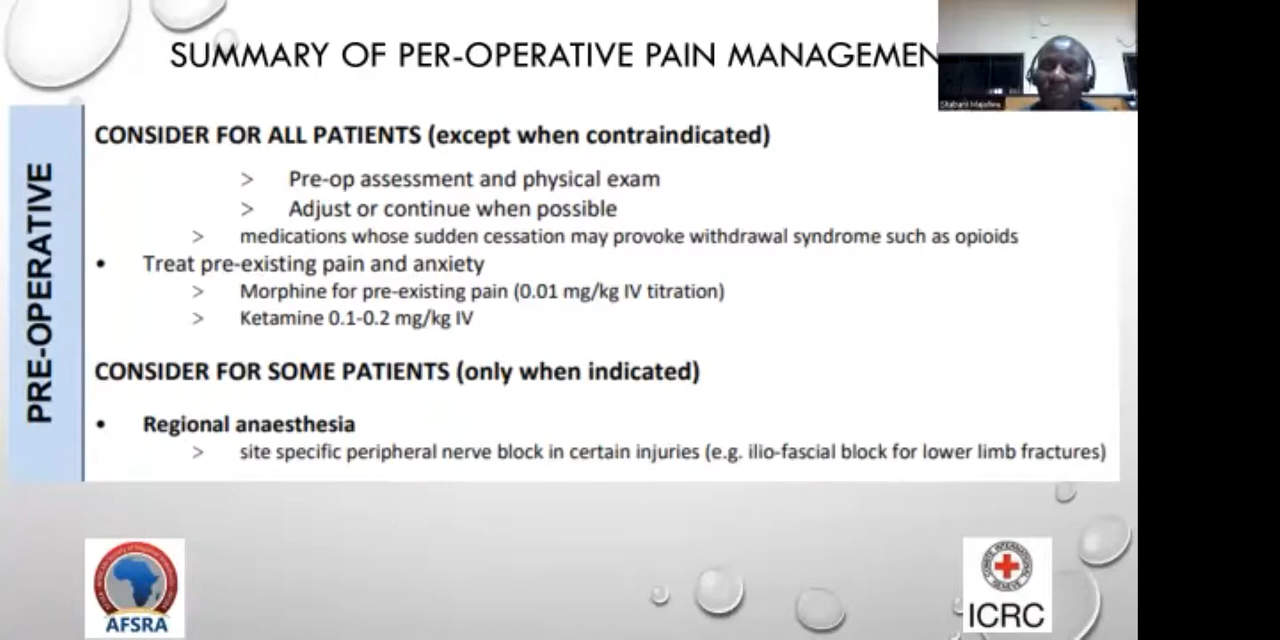 SUMMARY OF PER-OPERATIVE PAIN MANAGEMEN
PRE-OPERATIVE
CONSIDER FOR ALL PATIENTS (except when contraindicated)
> Pre-op assessment and physical exam
> Adjust or continue when possible
> medications whose sudden cessation may provoke withdrawal syndrome such as opioids
• Treat pre-existing pain and anxiety
> Morphine for pre-existing pain (0.01 mg/kg IV titration)
> Ketamine 0.1-0.2 mg/kg IV
CONSIDER FOR SOME PATIENTS (only when indicated)
• Regional anaesthesia
> site specific peripheral nerve block in certain injuries (e.g. ilio-fascial block for lower limb fractures)
AFSRA
COMITE INTERNATIONAL GENEVE
ICRC